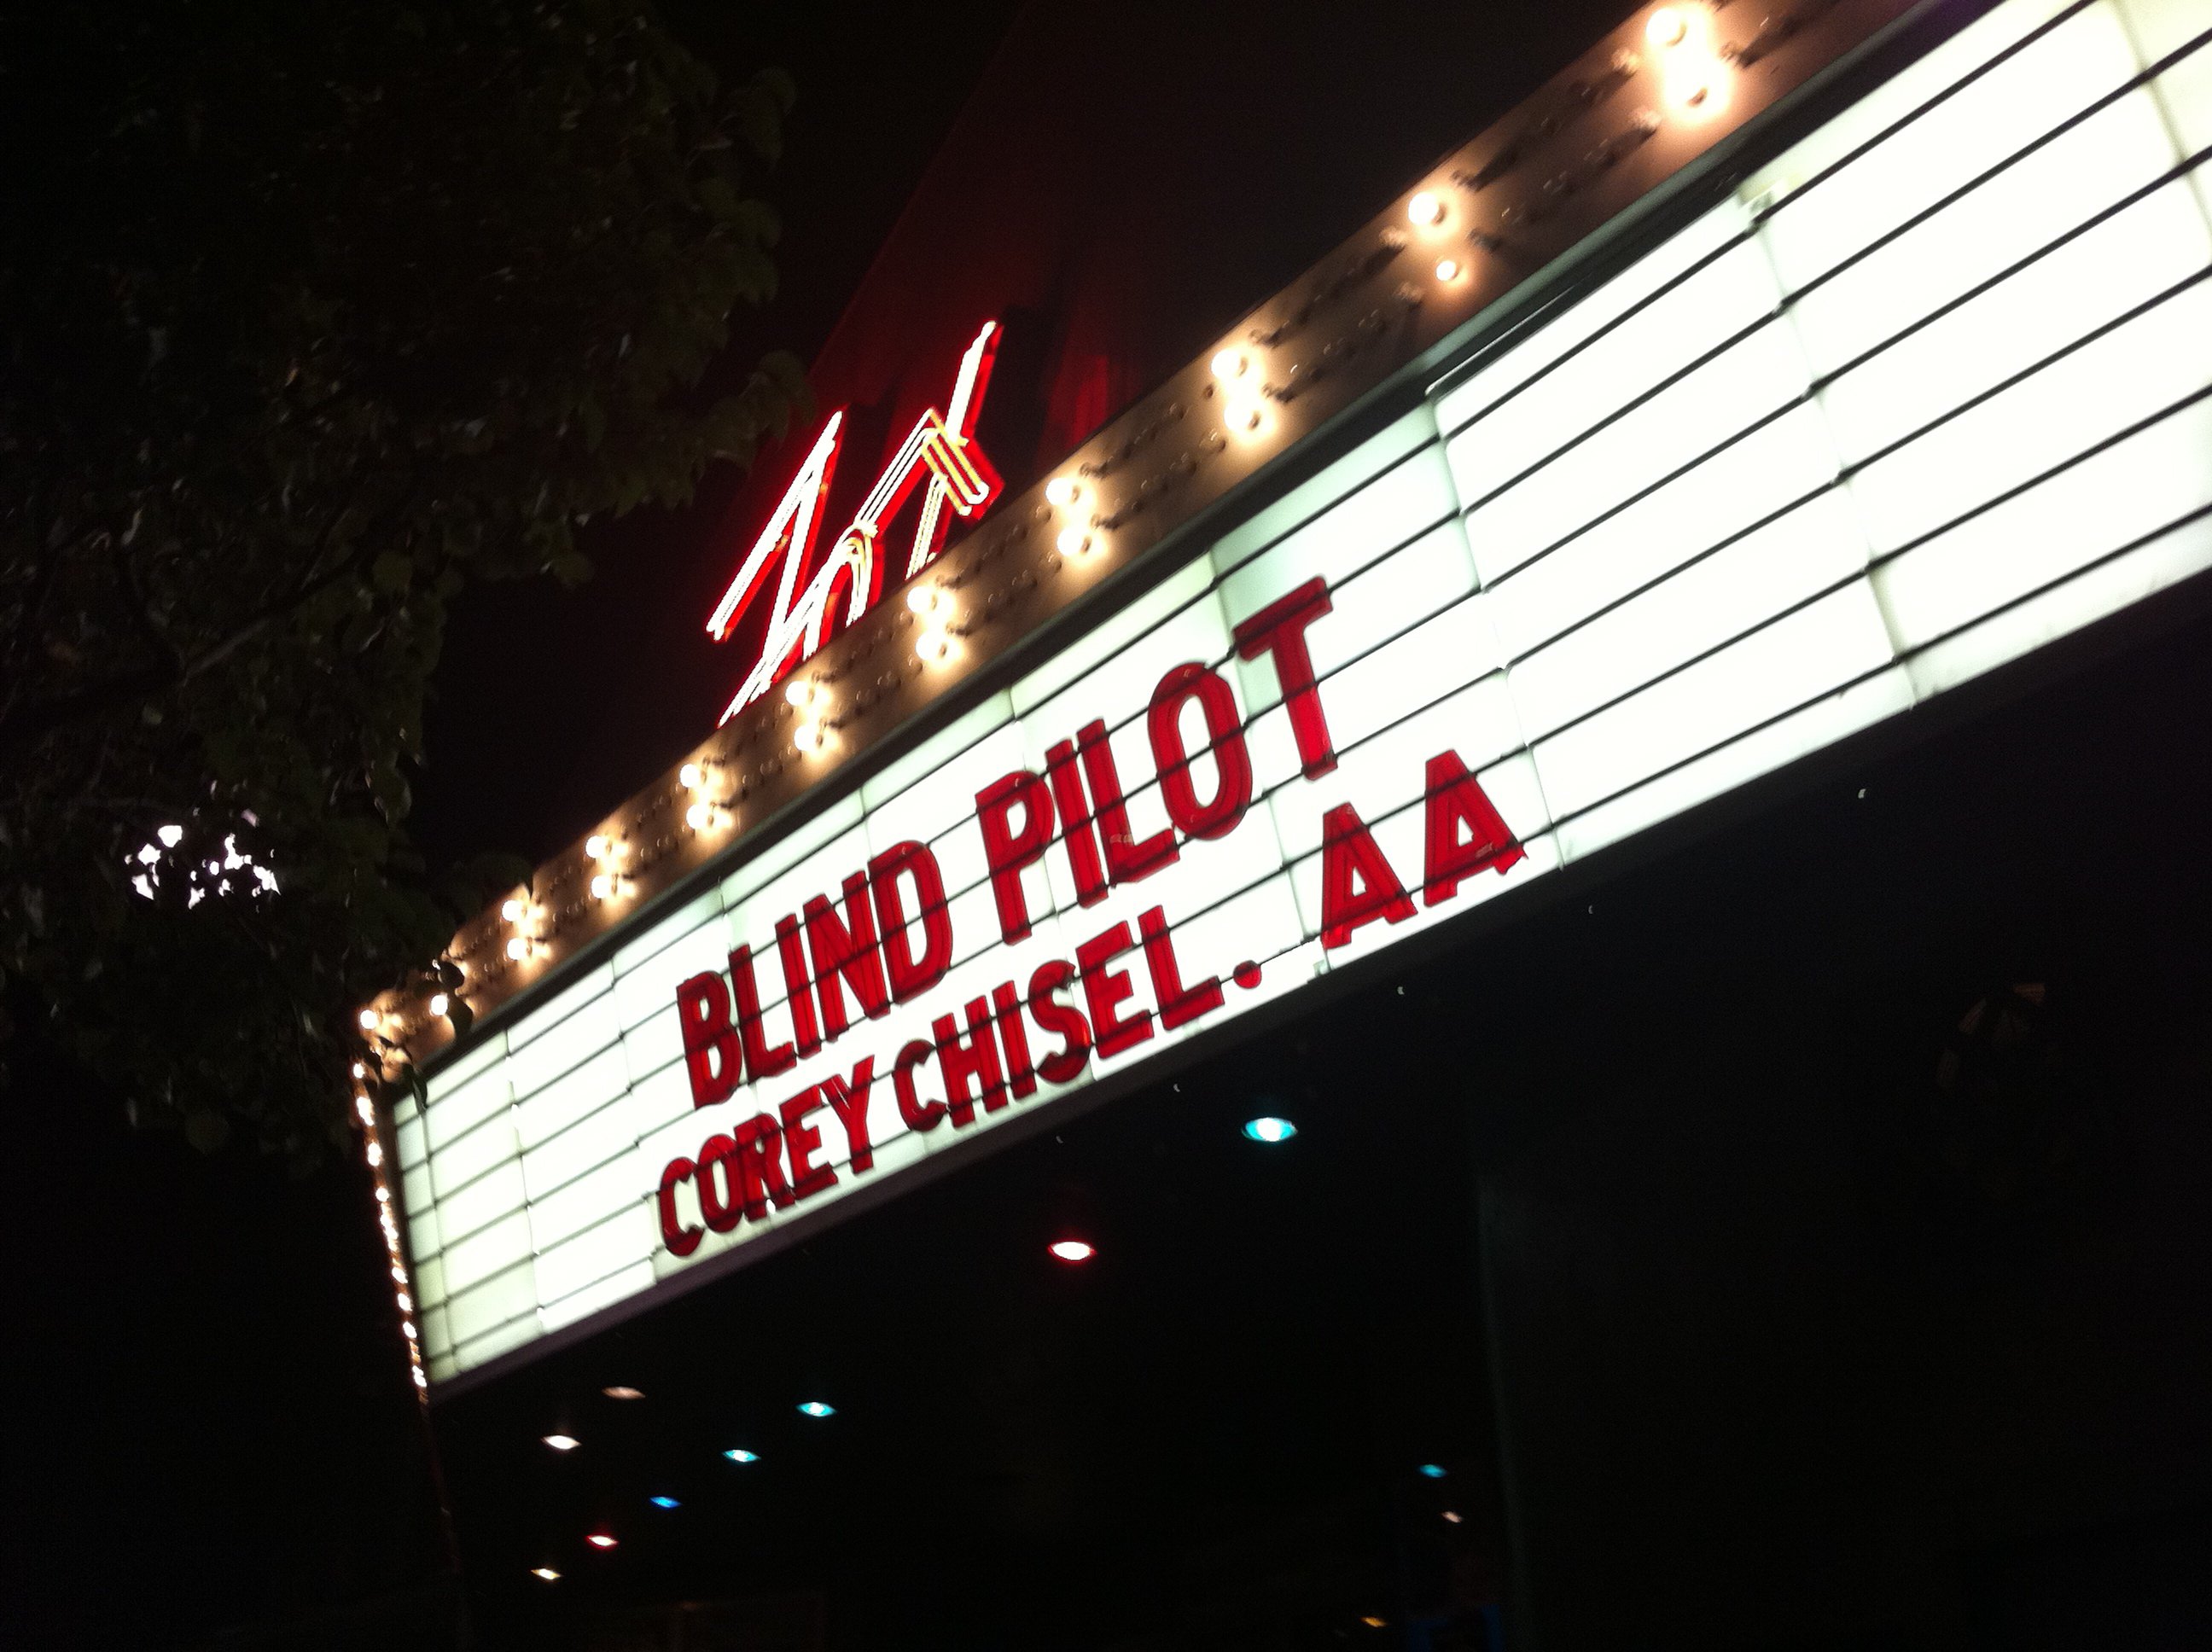 BLIND PILOT
COREY CHISEL. AA